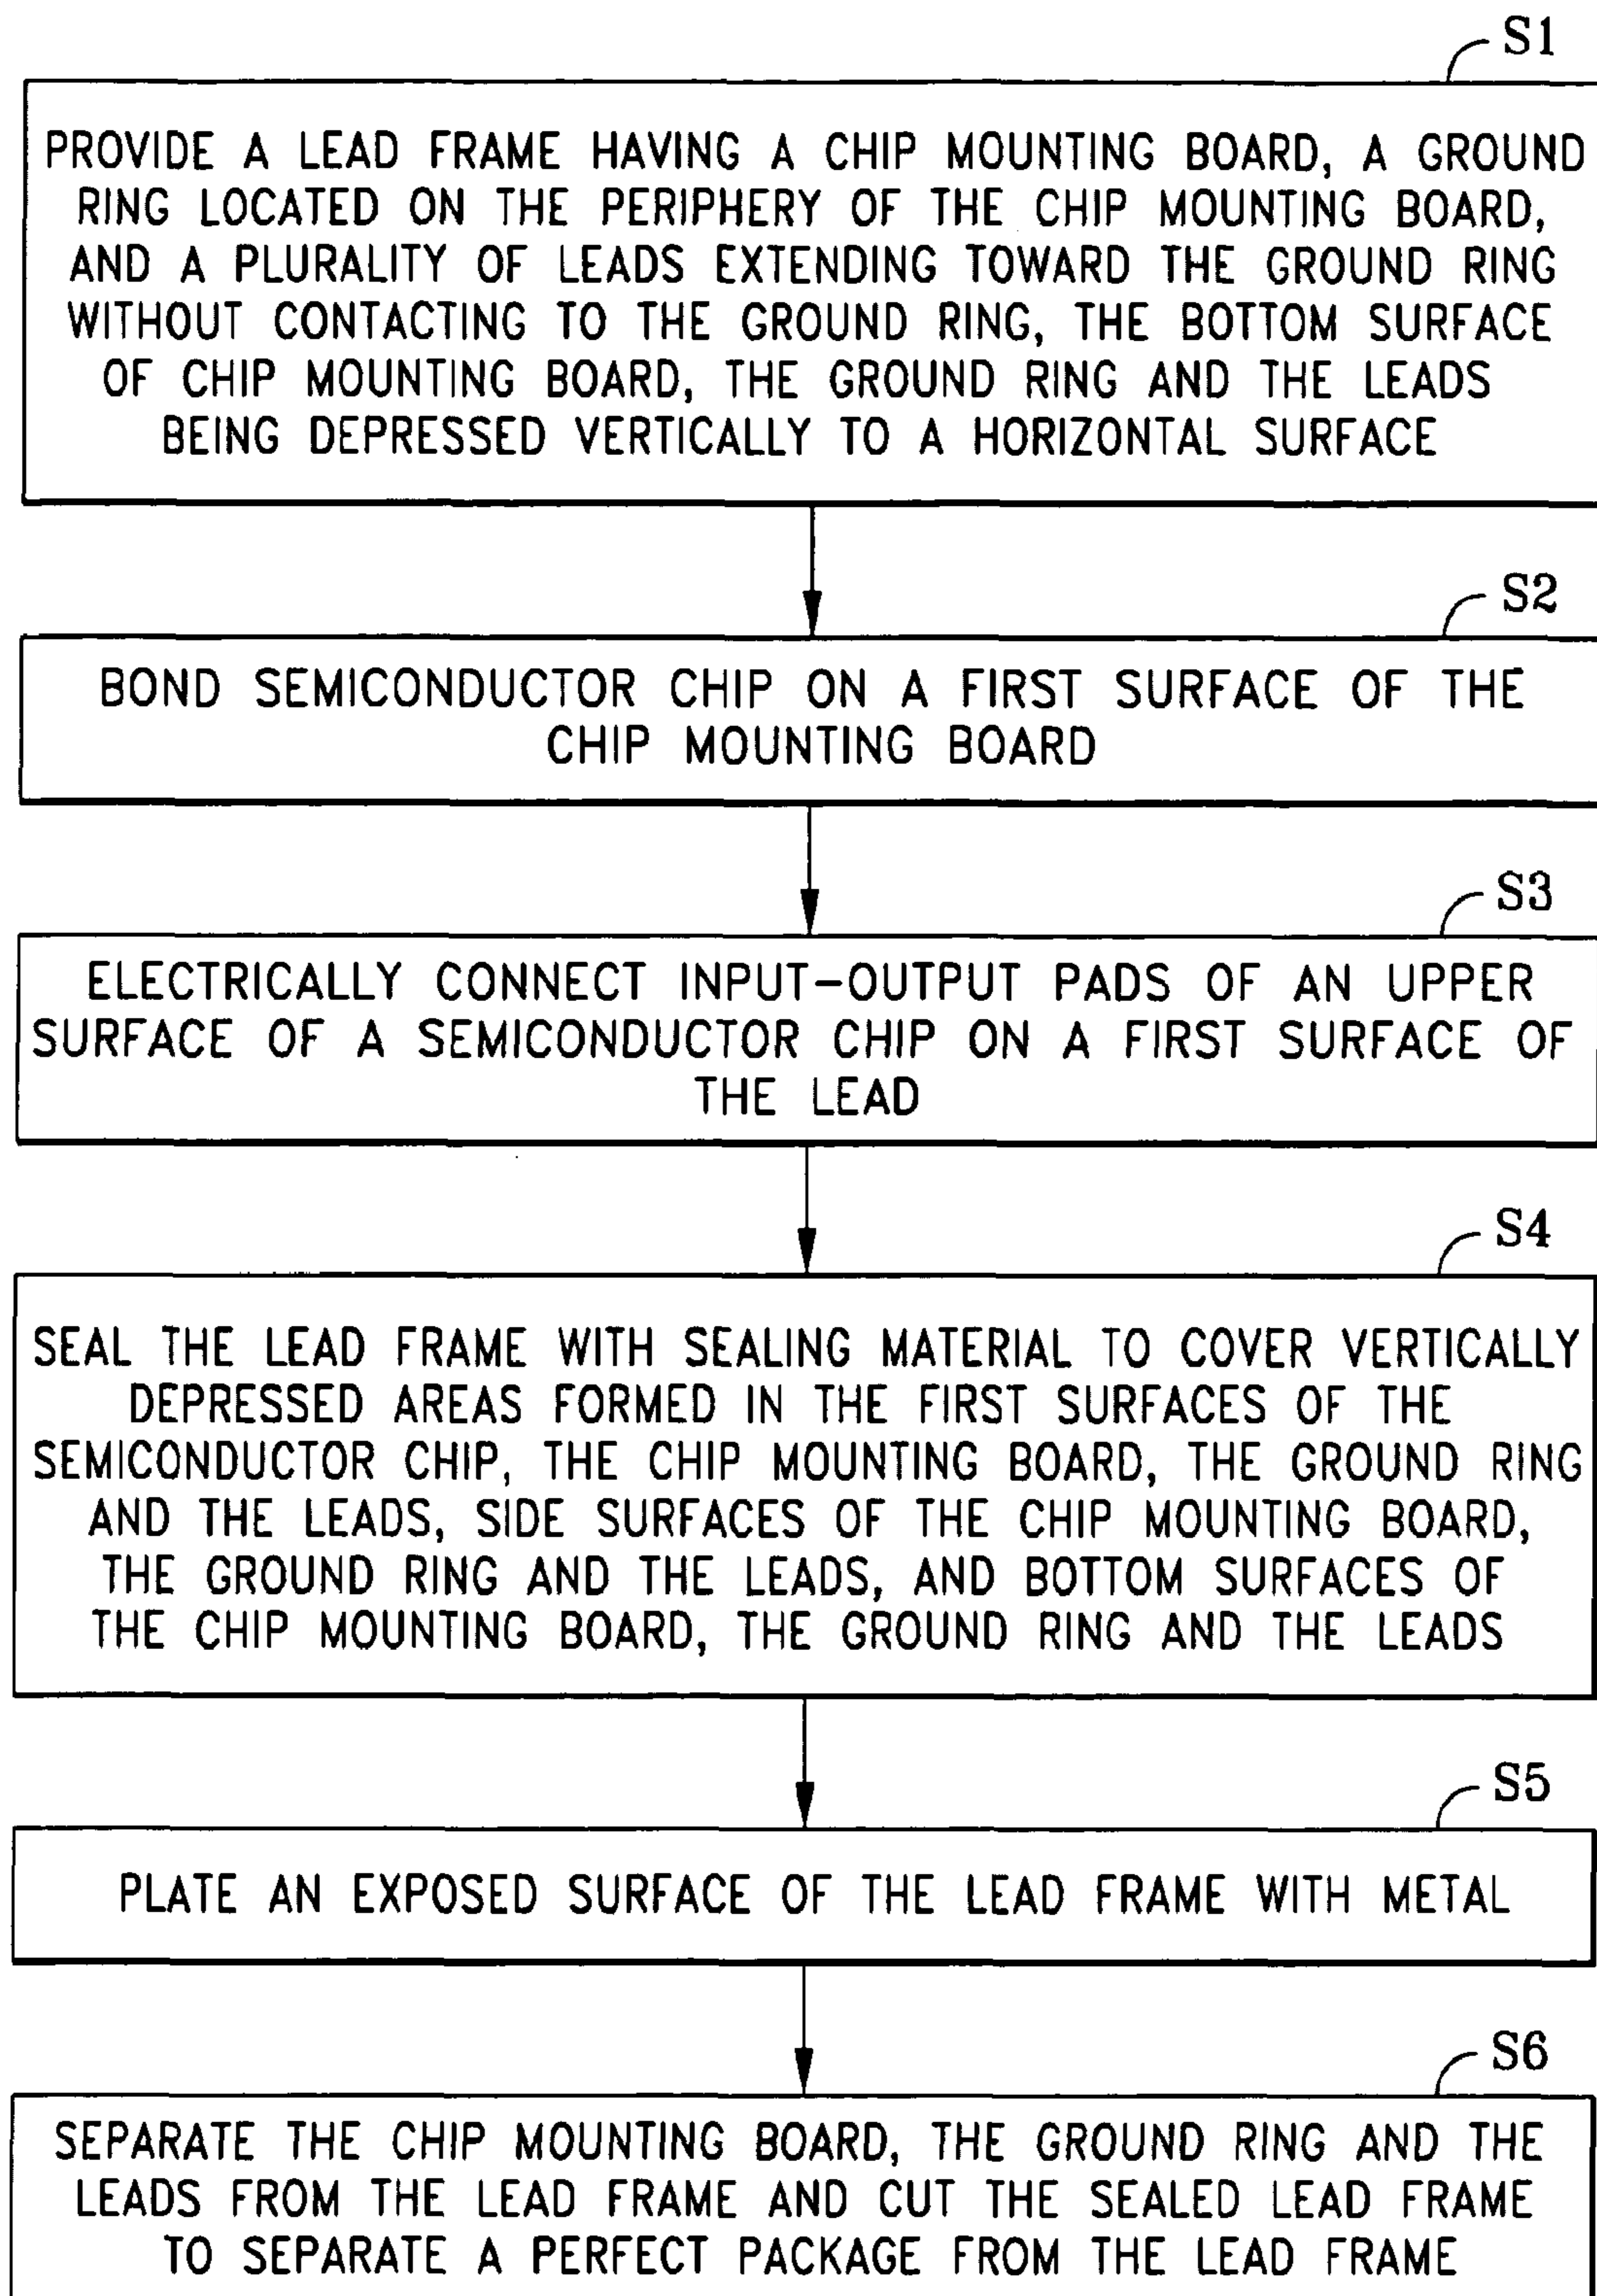 S1
PROVIDE A LEAD FRAME HAVING A CHIP MOUNTING BOARD, A GROUND
RING LOCATED ON THE PERIPHERY OF THE CHIP MOUNTING BOARD,
AND A PLURALITY OF LEADS EXTENDING TOWARD THE GROUND RING
WITHOUT CONTACTING TO THE GROUND RING, THE BOTTOM SURFACE
OF CHIP MOUNTING BOARD, THE GROUND RING AND THE LEADS
BEING DEPRESSED VERTICALLY TO A HORIZONTAL SURFACE
S2
BOND SEMICONDUCTOR CHIP ON A FIRST SURFACE OF THE
CHIP MOUNTING BOARD
S3
ELECTRICALLY CONNECT INPUT-OUTPUT PADS OF AN UPPER
SURFACE OF A SEMICONDUCTOR CHIP ON A FIRST SURFACE OF
THE LEAD
S4
SEAL THE LEAD FRAME WITH SEALING MATERIAL TO COVER VERTICALLY
DEPRESSED AREAS FORMED IN THE FIRST SURFACES OF THE
SEMICONDUCTOR CHIP, THE CHIP MOUNTING BOARD, THE GROUND RING
AND THE LEADS, SIDE SURFACES OF THE CHIP MOUNTING BOARD,
THE GROUND RING AND THE LEADS, AND BOTTOM SURFACES OF
THE CHIP MOUNTING BOARD, THE GROUND RING AND THE LEADS
S5
PLATE AN EXPOSED SURFACE OF THE LEAD FRAME WITH METAL
S6
SEPARATE THE CHIP MOUNTING BOARD, THE GROUND RING AND THE
LEADS FROM THE LEAD FRAME AND CUT THE SEALED LEAD FRAME
TO SEPARATE A PERFECT PACKAGE FROM THE LEAD FRAME